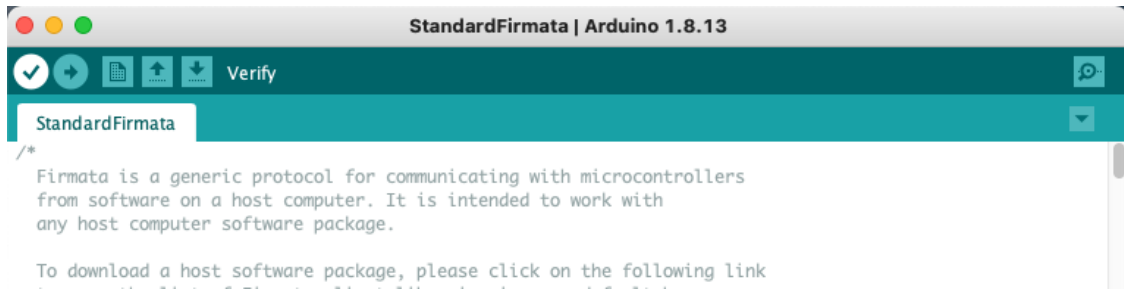 StandardFirmata | Arduino 1.8.13
Verify
StandardFirmata
/*
Firmata is a generic protocol for communicating with microcontrollers
from software on a host computer. It is intended to work with
any host computer software package.
To download a host software package, please click on the following link